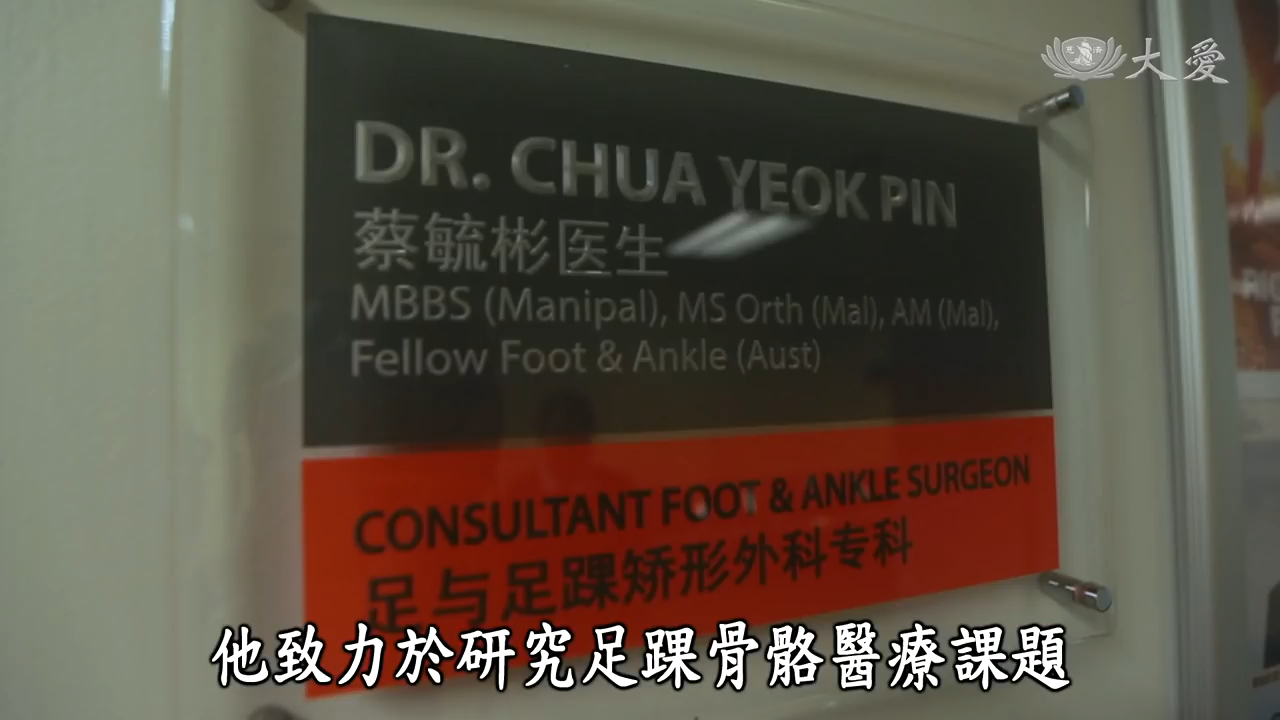 大愛
DR. CHUA YEOK PIN
蔡毓彬医生
MBBS (Manipal), MS Orth (Mal), AM (Mal),
Fellow Foot & Ankle (Aust)
CONSULTANT FOOT & ANKLE SURGEON
足与足踝矫形外科专科
他致力於研究足踝骨骼醫療課題